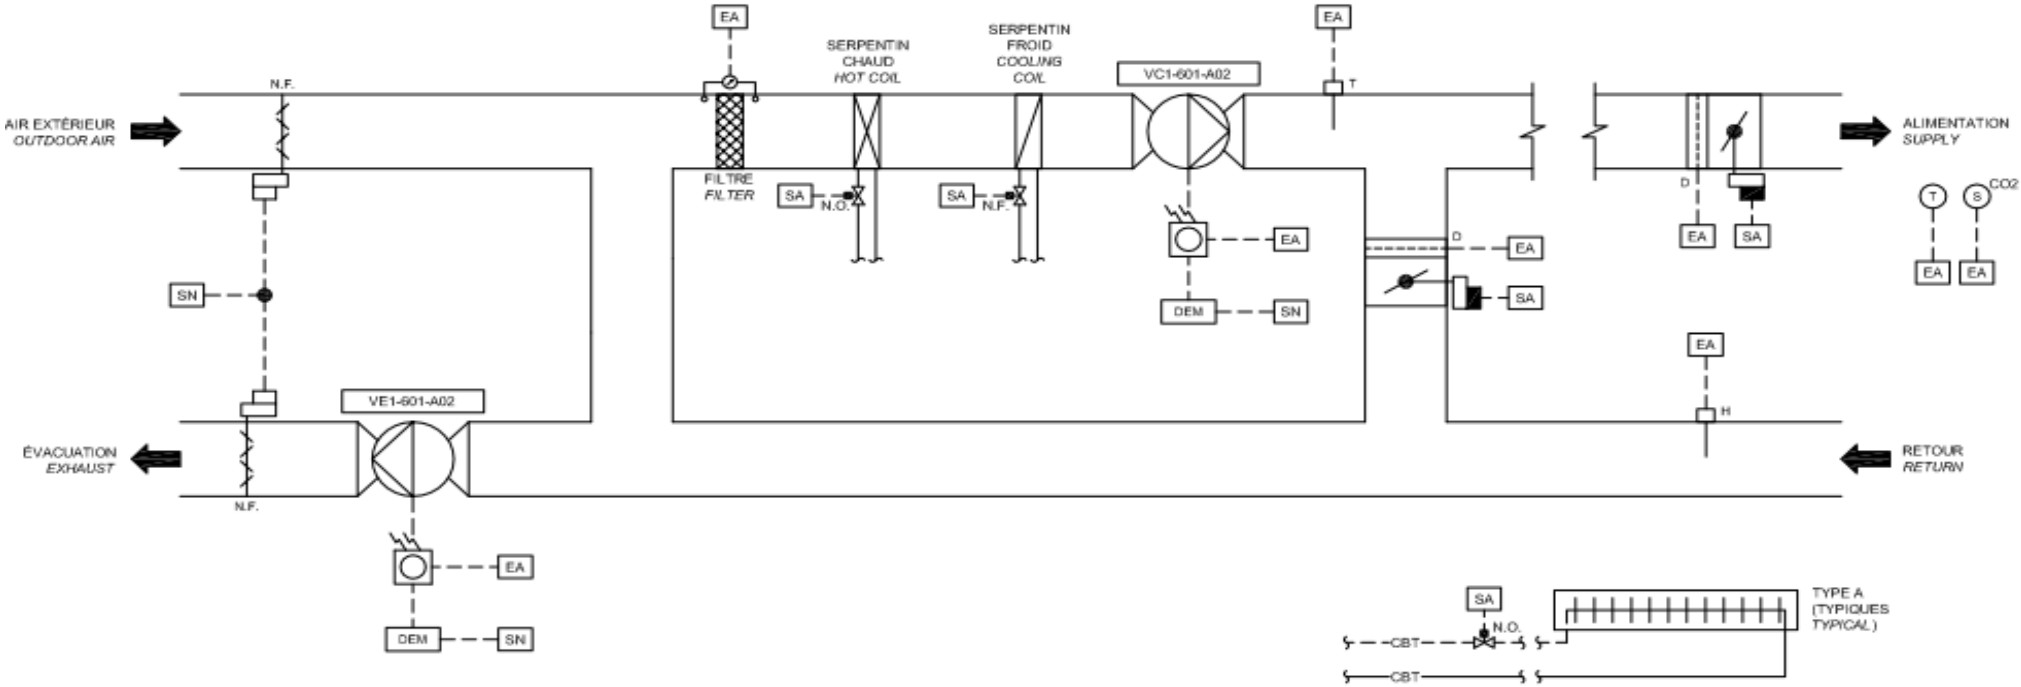 EA
EA
SERPENTIN
CHAUD
HOT COIL
SERPENTIN
FROID
COOLING
COIL
VC1-601-A02
T
N.F.
AIR EXTÉRIEUR
OUTDOOR AIR
ALIMENTATION
SUPPLY
FILTRE
FILTER
SA
N.O.
SA
N.F.
D
T
S
CO2
EA
SA
EA
D
EA
EA
EA
SN
SA
DEM
SN
EA
VE1-601-A02
H
ÉVACUATION
EXHAUST
RETOUR
RETURN
N.F.
EA
DEM
SN
SA
N.O.
TYPE A
(TYPIQUES
TYPICAL)
CBT
CBT